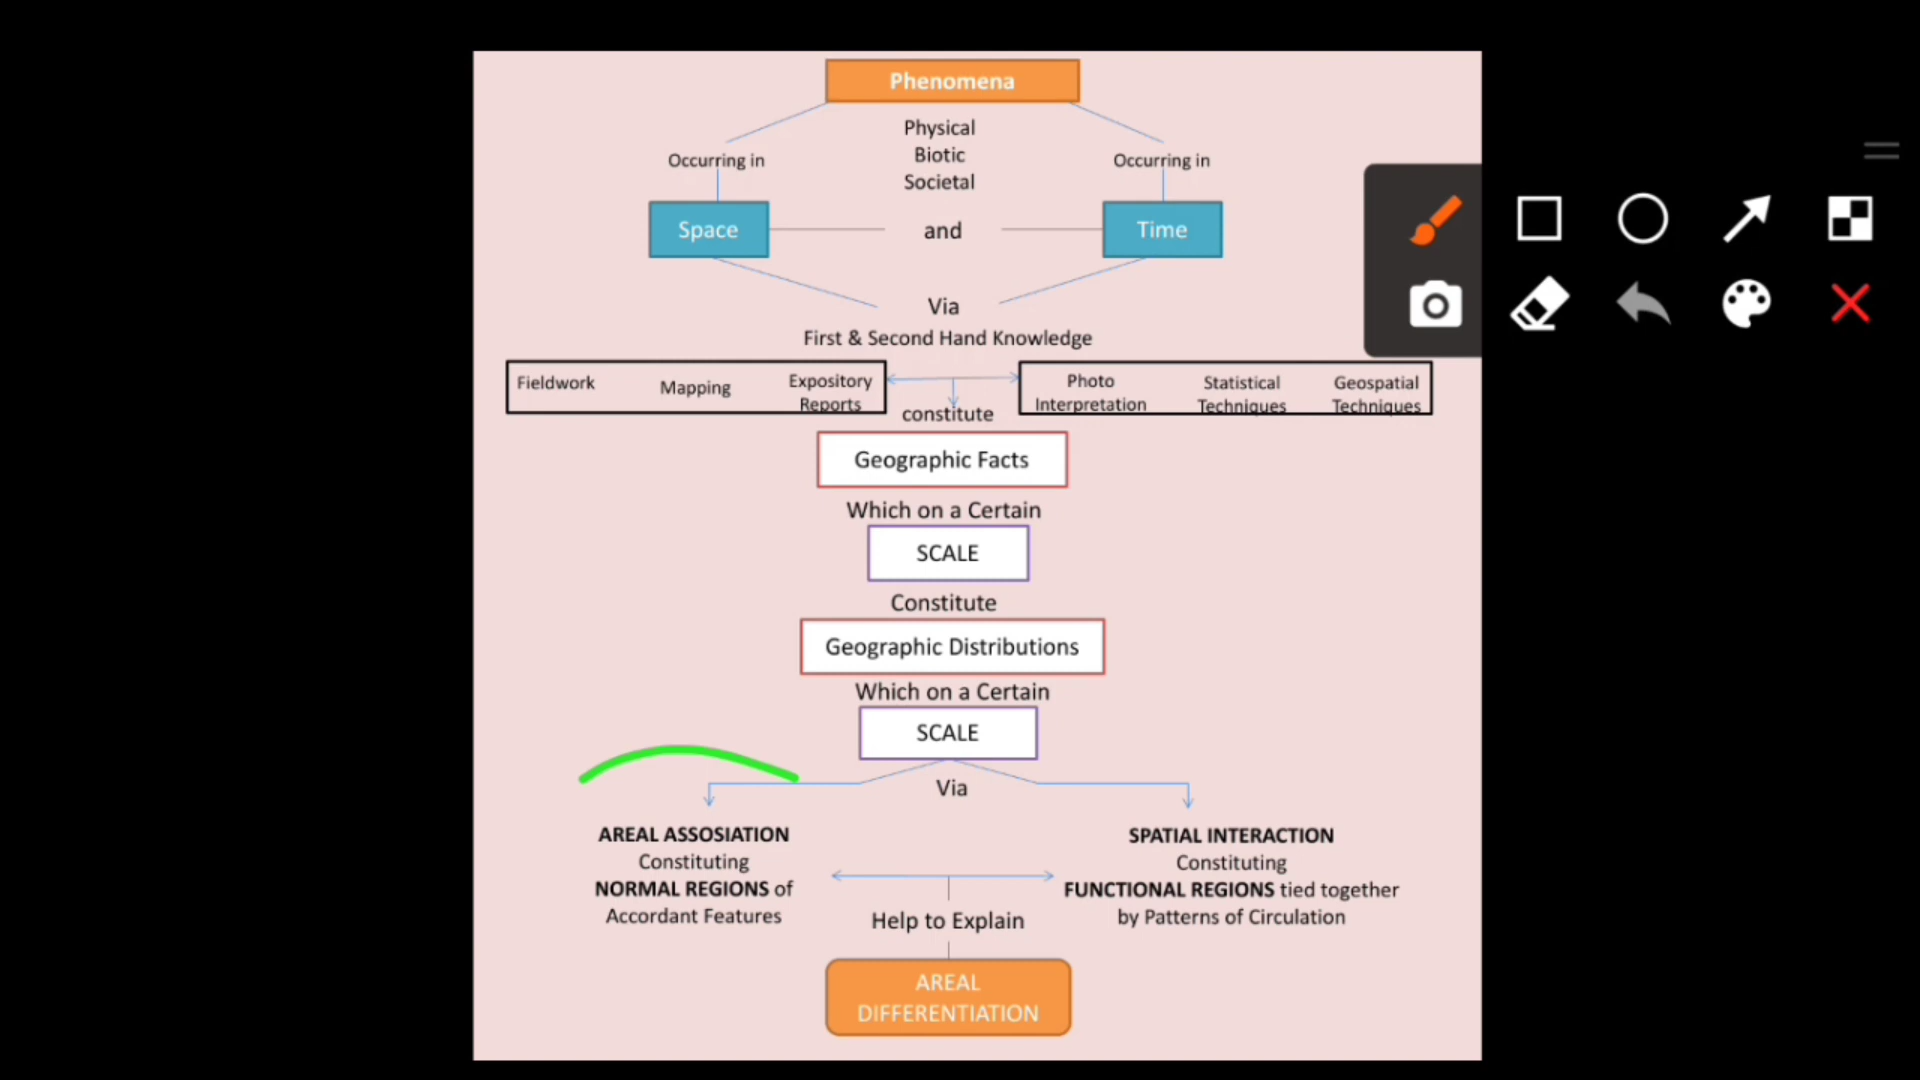 Phenomena
Physical
Biotic
Societal
Occurring in
Occurring in
Space
and
Time
Via
First & Second Hand Knowledge
Fieldwork
Mapping
Expository
Reports
Photo
Interpretation
Statistical
Techniques
Geospatial
Techniques
constitute
Geographic Facts
Which on a Certain
SCALE
Constitute
Geographic Distributions
Which on a Certain
SCALE
Via
AREAL ASSOSIATION
Constituting
NORMAL REGIONS of
Accordant Features
SPATIAL INTERACTION
Constituting
FUNCTIONAL REGIONS tied together
by Patterns of Circulation
Help to Explain
AREAL
DIFFERENTIATION